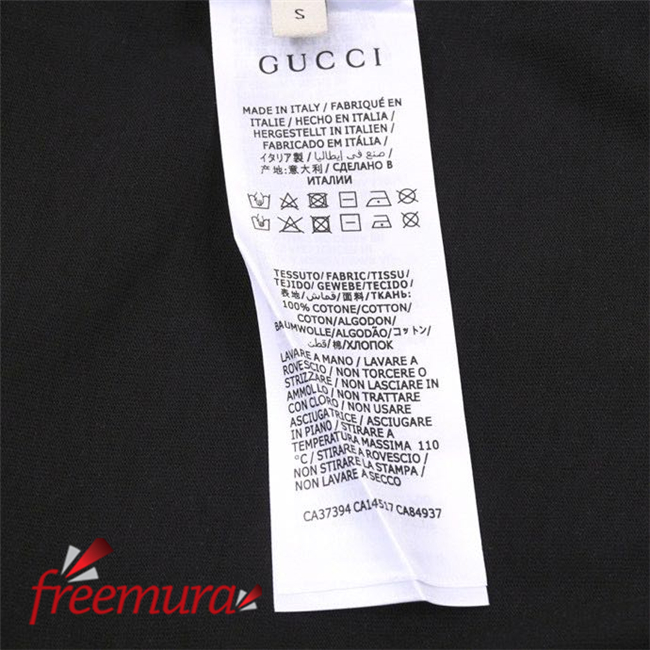 S
GUCCI
MADE IN ITALY / FABRIQUÉ EN
ITALIE / HECHO EN ITALIA /
HERGESTELLT IN ITALIEN /
FABRICADO EM ITÁLIA /
イタリア製 / صنع في إيطاليا /
产地:意大利 / СДЕЛАНО В
ИТАЛИИ
TESSUTO/ FABRIC/TISSU/
TEJIDO/ GEWEBE/TECIDO/
表地/ قماش/ 面料/ ТКАНЬ:
100% COTONE/COTTON/
COTON/ALGODON/
BAUMWOLLE/ALGODÃO/コットン/
قطن/棉/ХЛОПОК
LAVARE A MANO/ LAVARE A
ROVESCIO/ NON TORCERE O
STRIZZARE / NON LASCIARE IN
AMMOLLO / NON TRATTARE
CON CLORO/ NON USARE
ASCIUGATRICE/ ASCIUGARE
IN PIANO/ STIRARE A
TEMPERATURA MASSIMA 110
°C/ STIRARE A ROVESCIO/
NON STIRARE LA STAMPA/
NON LAVARE A SECCO
CA37394 CA14517 CA84937
freemura